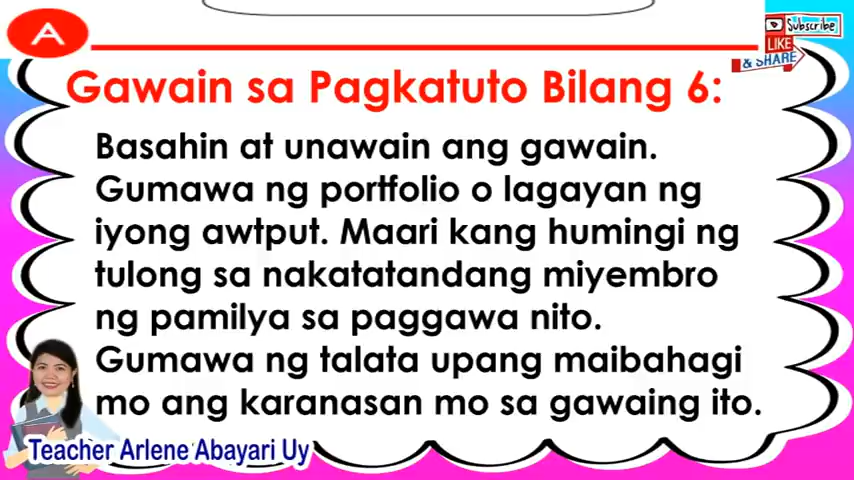 A
Subscribe
LIKE
& SHARE
Gawain sa Pagkatuto Bilang 6:
Basahin at unawain ang gawain.
Gumawa ng portfolio o lagayan ng
iyong awtput. Maari kang humingi ng
tulong sa nakatatandang miyembro
ng pamilya sa paggawa nito.
Gumawa ng talata upang maibahagi
mo ang karanasan mo sa gawaing ito.
Teacher Arlene Abayari Uy